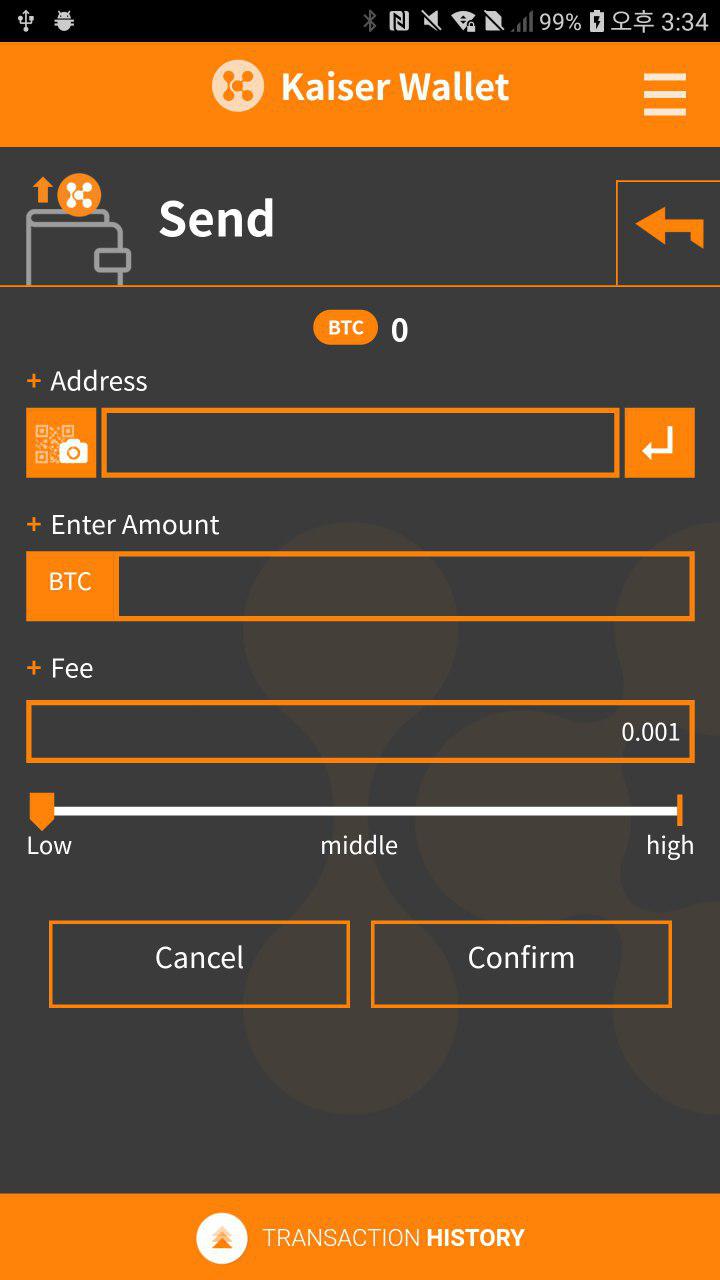 99% 오후 3:34
Kaiser Wallet
Send
BTC 0
+ Address
+ Enter Amount
BTC
+ Fee
0.001
Low middle high
Cancel Confirm
TRANSACTION HISTORY